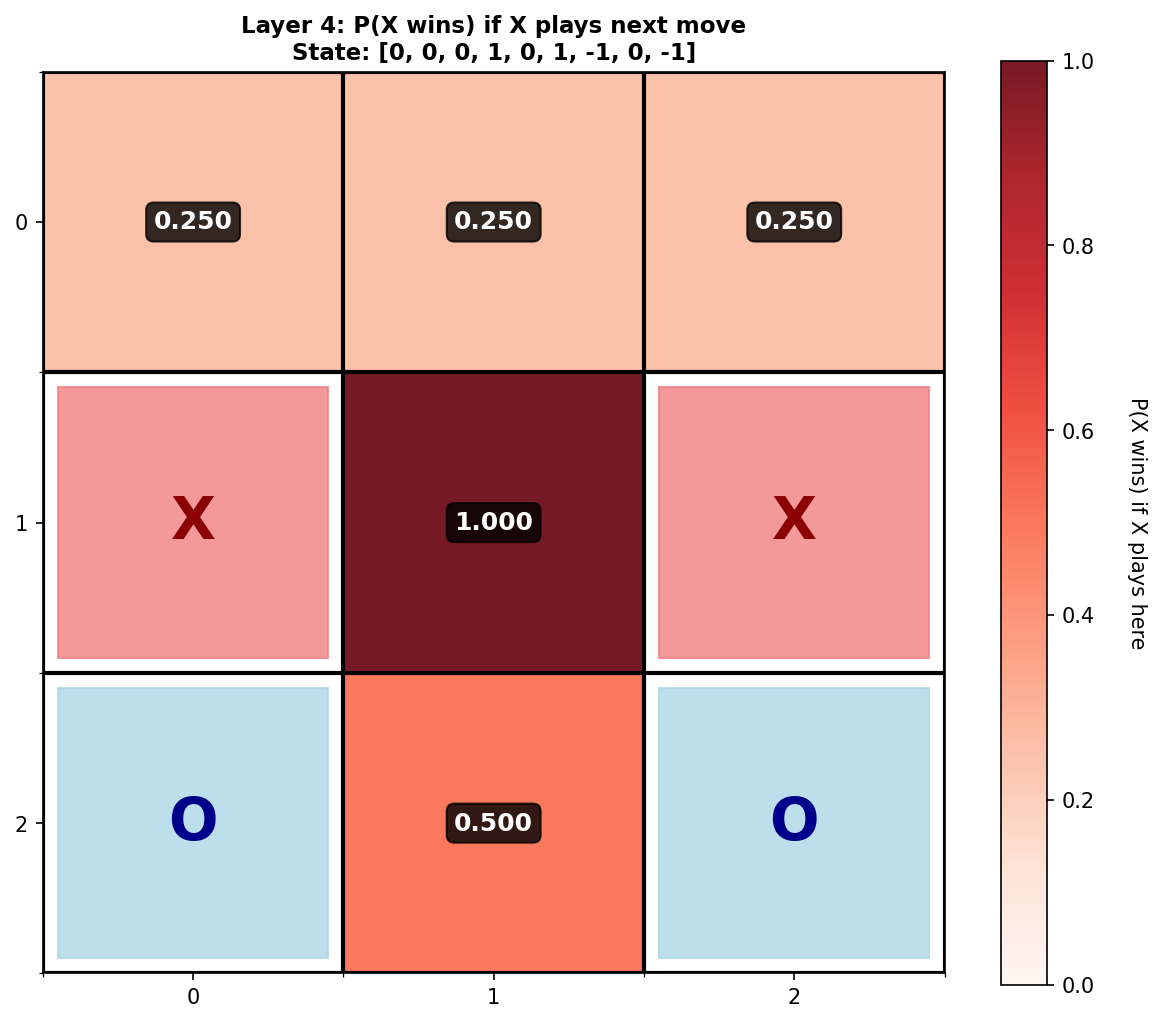 Layer 4: P(X wins) if X plays next move
State: [0, 0, 0, 1, 0, 1, -1, 0, -1]
0
0.250
0.250
0.250
1
X
1.000
X
2
O
0.500
O
0
1
2
1.0
0.8
0.6
0.4
0.2
0.0
P(X wins) if X plays here